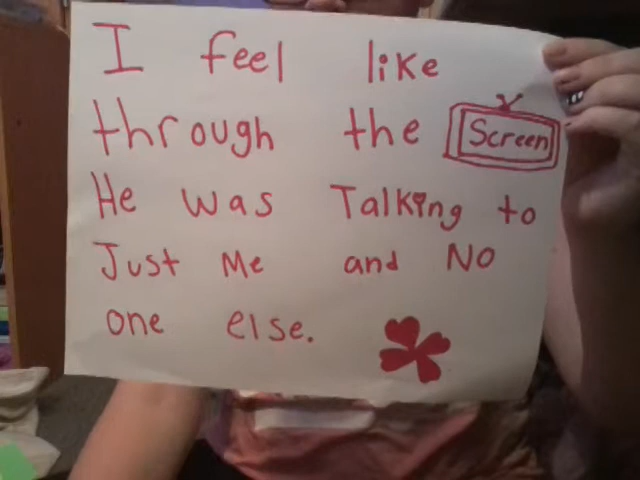 I feel like
through the Screen
He was Talking to
Just Me and No
one else.